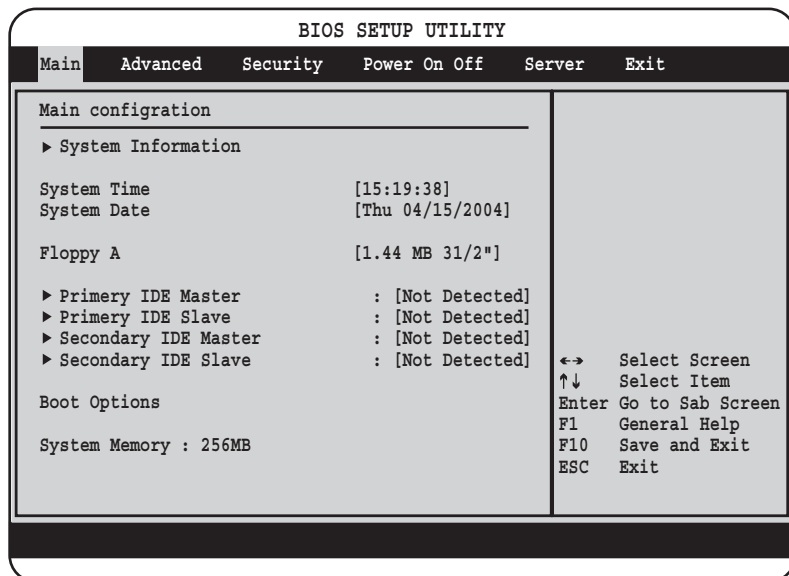 BIOS SETUP UTILITY
Main Advanced Security Power On Off Server Exit
Main configration
▶ System Information
System Time [15:19:38]
System Date [Thu 04/15/2004]
Floppy A [1.44 MB 31/2"]
▶ Primery IDE Master : [Not Detected]
▶ Primery IDE Slave : [Not Detected]
▶ Secondary IDE Master : [Not Detected]
▶ Secondary IDE Slave : [Not Detected]
Boot Options
System Memory : 256MB
←→ Select Screen
↑↓ Select Item
Enter Go to Sab Screen
F1 General Help
F10 Save and Exit
ESC Exit